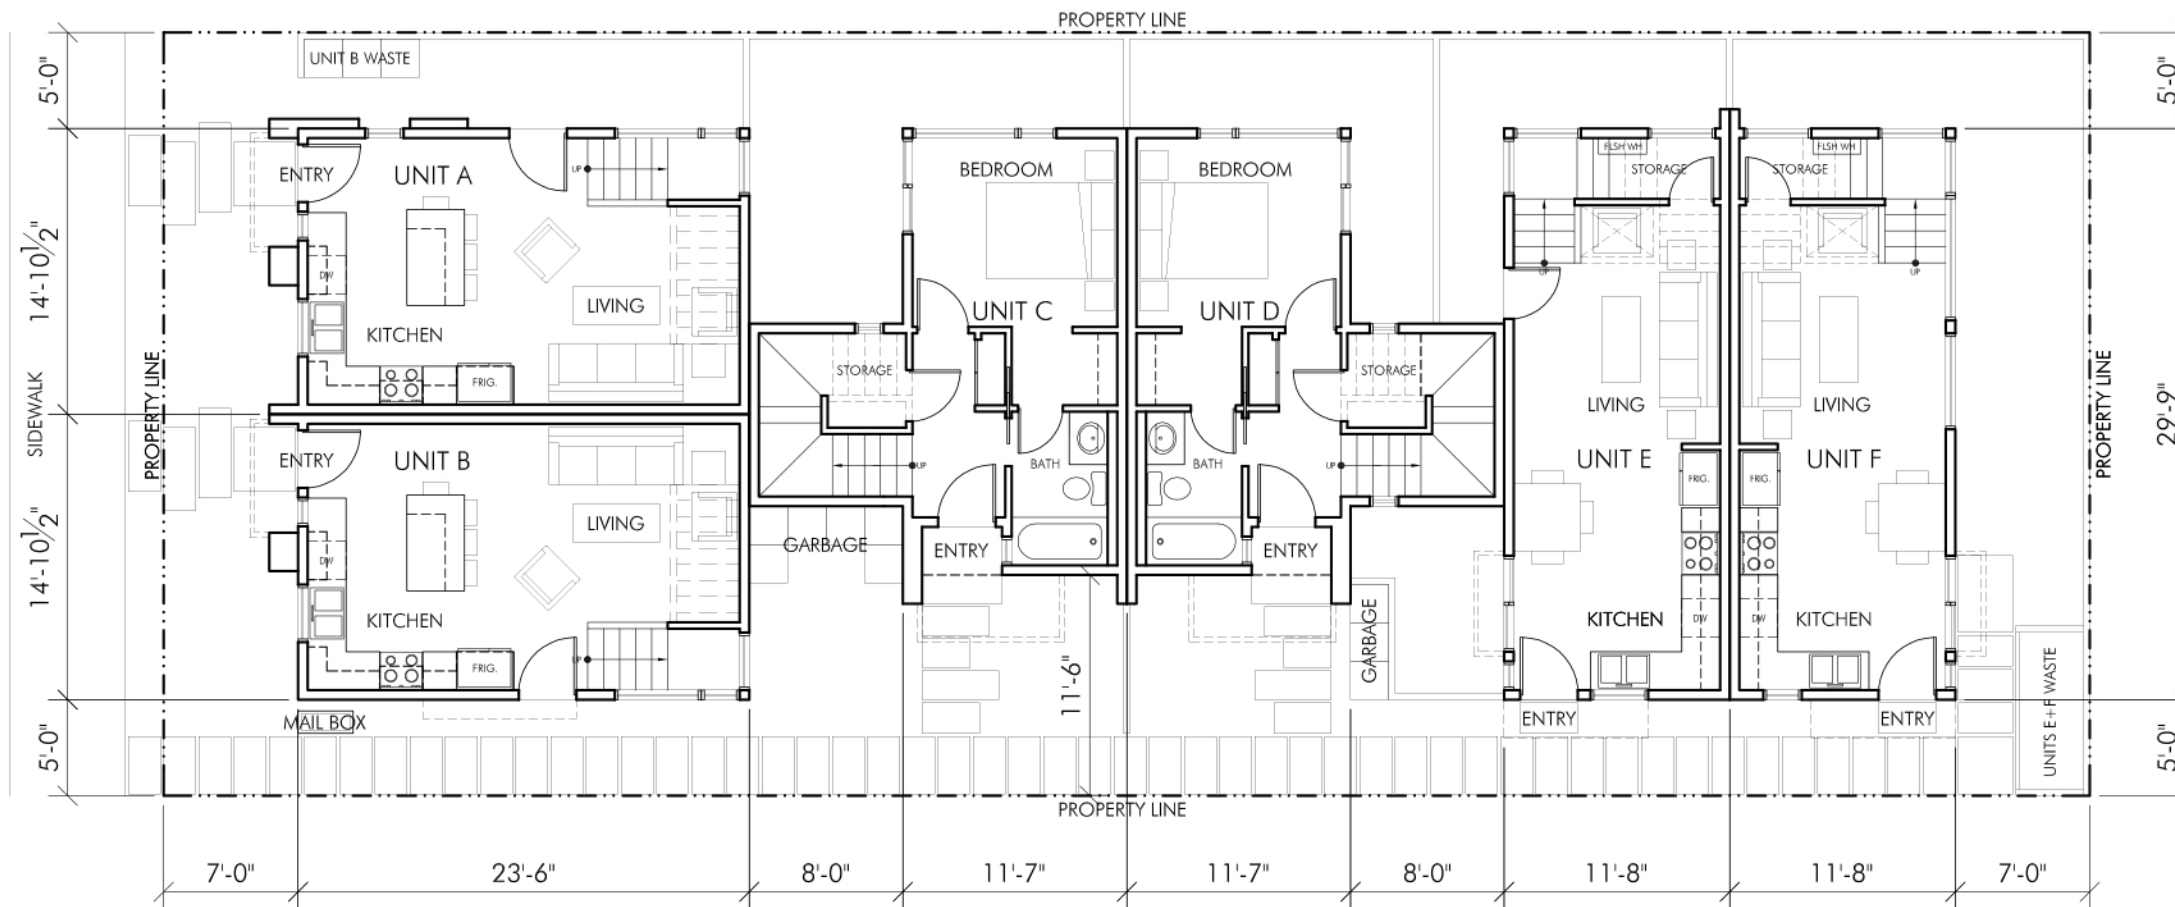 PROPERTY LINE
UNIT B WASTE
5'-0"
5'-0"
ENTRY
UNIT A
UP
BEDROOM
BEDROOM
FLSH WH
FLSH WH
STORAGE
STORAGE
14'-10½"
DW
LIVING
KITCHEN
FRIG.
UNIT C
UNIT D
UP
UP
STORAGE
STORAGE
LIVING
LIVING
SIDEWALK
PROPERTY LINE
PROPERTY LINE
29'-9"
ENTRY
UNIT B
BATH
UP
UP
BATH
UNIT E
UNIT F
FRIG.
FRIG.
14'-10½"
DW
LIVING
KITCHEN
FRIG.
UP
GARBAGE
ENTRY
ENTRY
GARBAGE
KITCHEN
DW
DW
KITCHEN
11'-6"
MAIL BOX
ENTRY
ENTRY
UNITS E+F WASTE
5'-0"
5'-0"
PROPERTY LINE
7'-0"
23'-6"
8'-0"
11'-7"
11'-7"
8'-0"
11'-8"
11'-8"
7'-0"